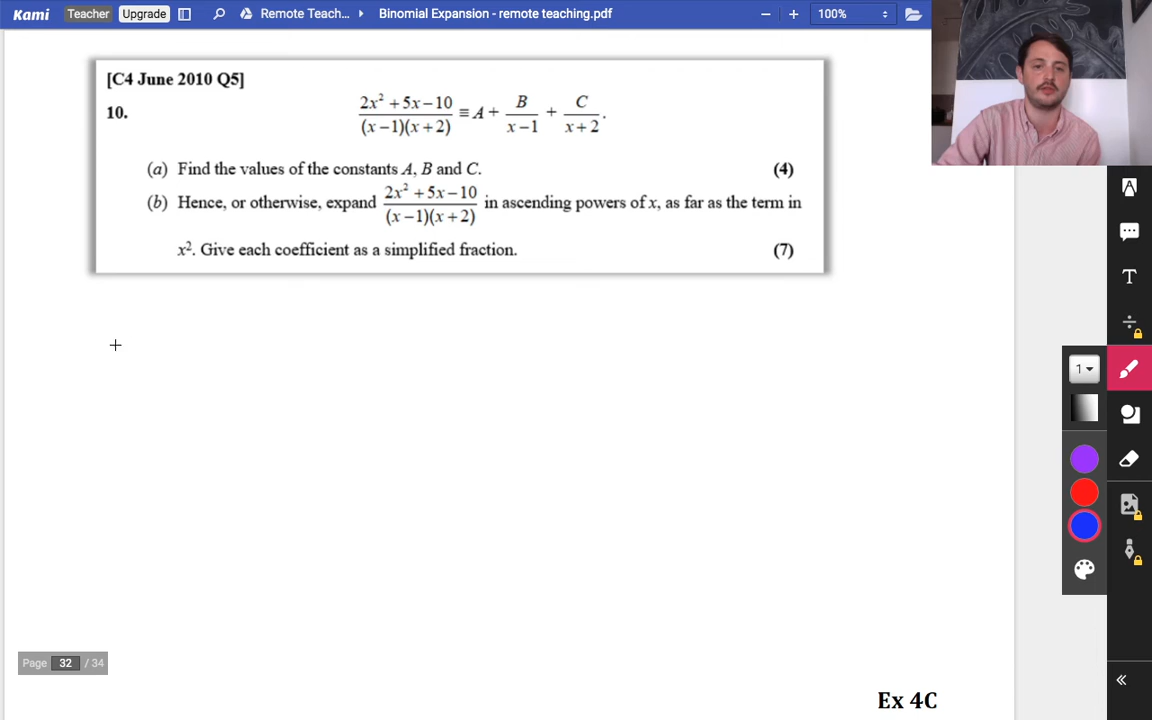 Kami Teacher Upgrade Remote Teach... Binomial Expansion - remote teaching.pdf 100%
[C4 June 2010 Q5]
10. (2x² + 5x − 10)/((x − 1)(x + 2)) ≡ A + B/(x − 1) + C/(x + 2).
(a) Find the values of the constants A, B and C. (4)
(b) Hence, or otherwise, expand (2x² + 5x − 10)/((x − 1)(x + 2)) in ascending powers of x, as far as the term in
x². Give each coefficient as a simplified fraction. (7)
1
Page 32 / 34
Ex 4C